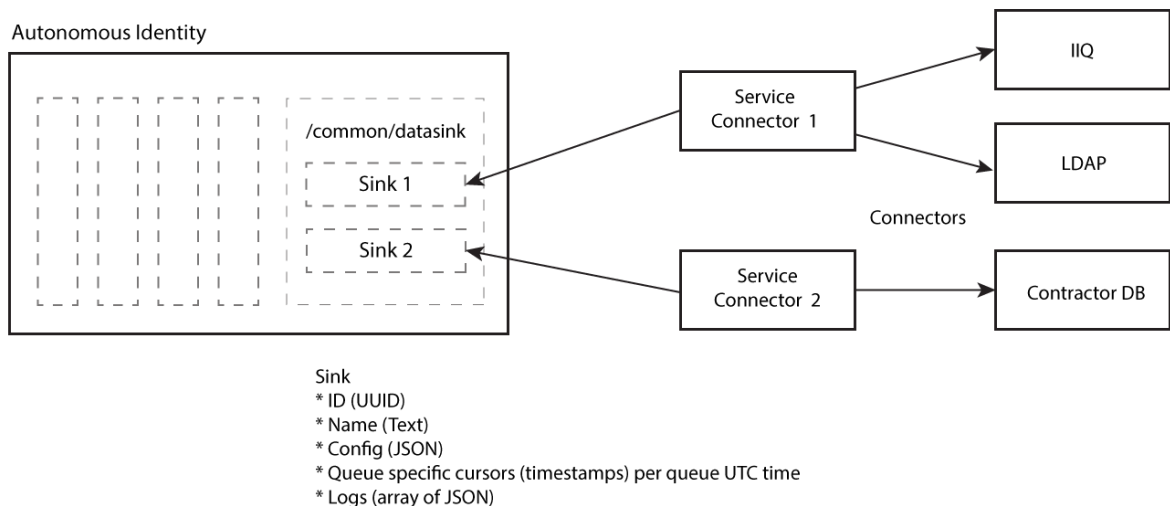 Autonomous Identity
/common/datasink
Sink 1
Sink 2
Service
Connector 1
IIQ
LDAP
Connectors
Service
Connector 2
Contractor DB
Sink
* ID (UUID)
* Name (Text)
* Config (JSON)
* Queue specific cursors (timestamps) per queue UTC time
* Logs (array of JSON)